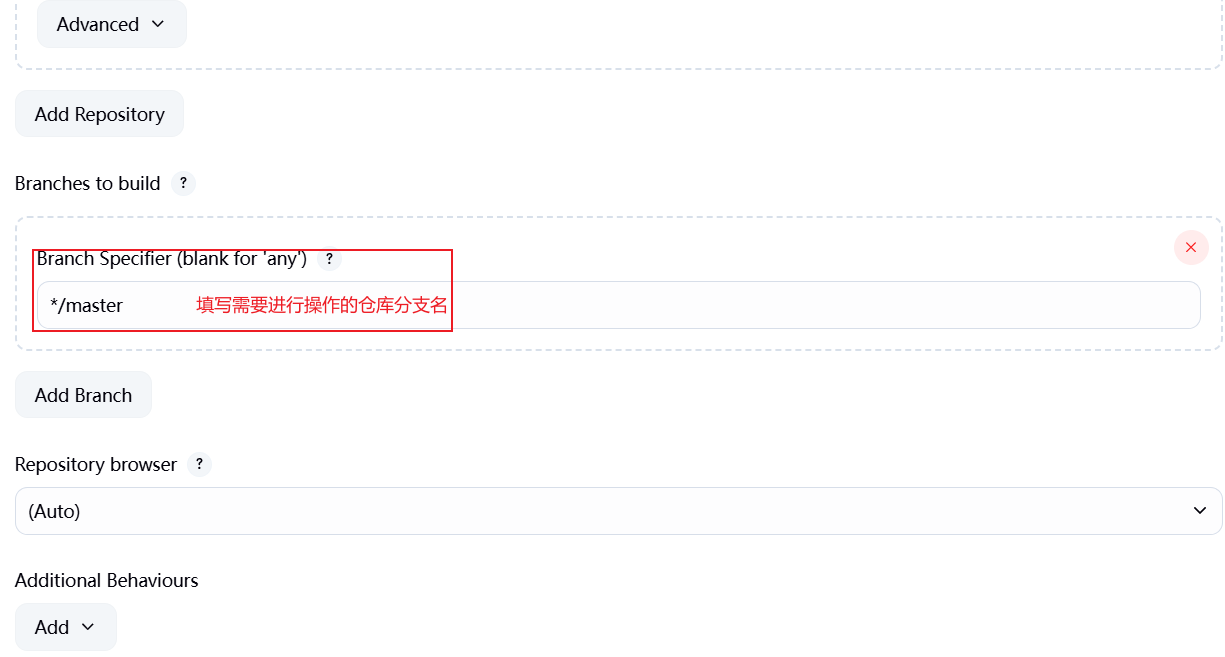 Advanced
Add Repository
Branches to build ?
Branch Specifier (blank for 'any') ?
*/master 填写需要进行操作的仓库分支名
Add Branch
Repository browser ?
(Auto)
Additional Behaviours
Add